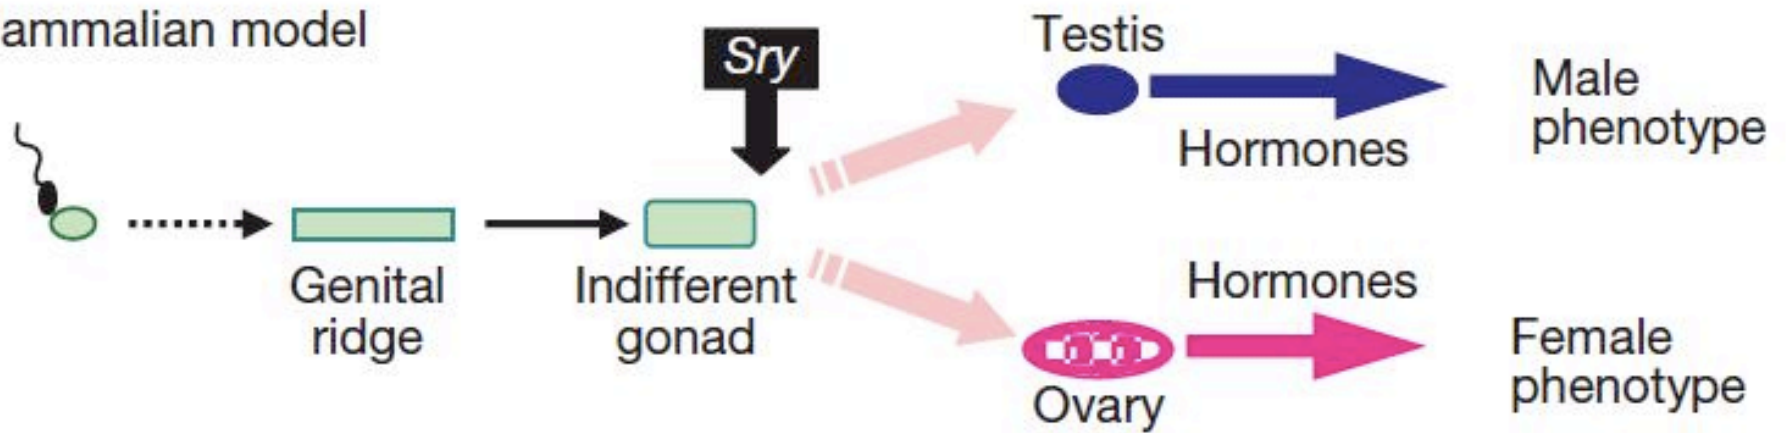 ammalian model
Sry
Testis
Hormones
Male
phenotype
Genital
ridge
Indifferent
gonad
Hormones
Ovary
Female
phenotype